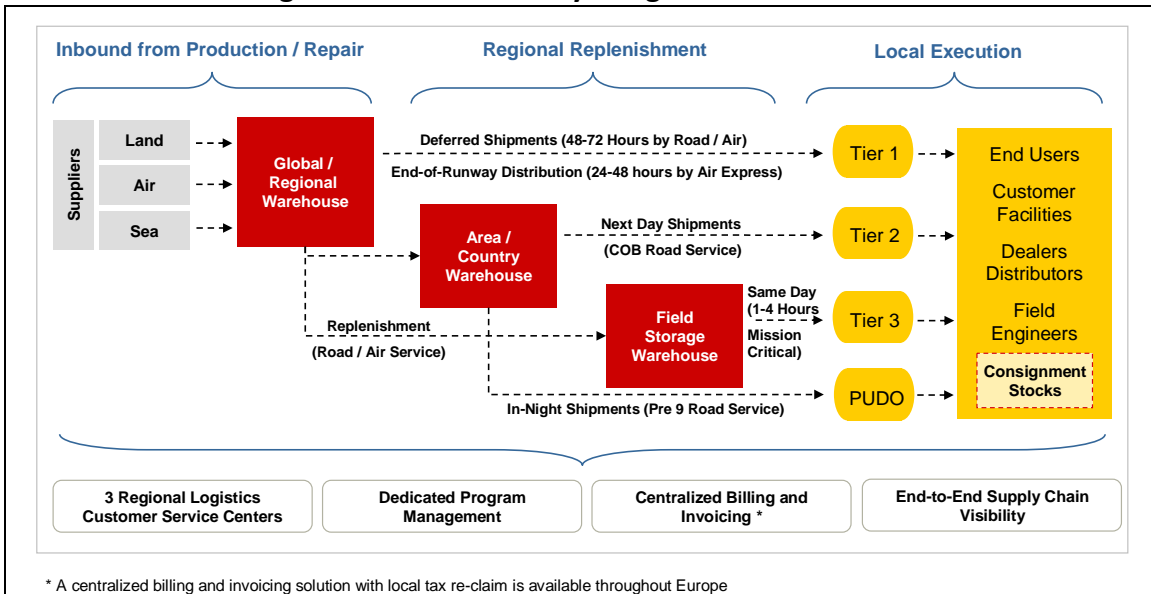 Inbound from Production / Repair
Regional Replenishment
Local Execution
Suppliers
Land
Air
Sea
Global /
Regional
Warehouse
Deferred Shipments (48-72 Hours by Road / Air)
End-of-Runway Distribution (24-48 hours by Air Express)
Tier 1
Area /
Country
Warehouse
Next Day Shipments
(COB Road Service)
Tier 2
Replenishment
(Road / Air Service)
Field
Storage
Warehouse
Same Day
(1-4 Hours
Mission
Critical)
Tier 3
In-Night Shipments (Pre 9 Road Service)
PUDO
End Users
Customer
Facilities
Dealers
Distributors
Field
Engineers
Consignment
Stocks
3 Regional Logistics
Customer Service Centers
Dedicated Program
Management
Centralized Billing and
Invoicing *
End-to-End Supply Chain
Visibility
* A centralized billing and invoicing solution with local tax re-claim is available throughout Europe